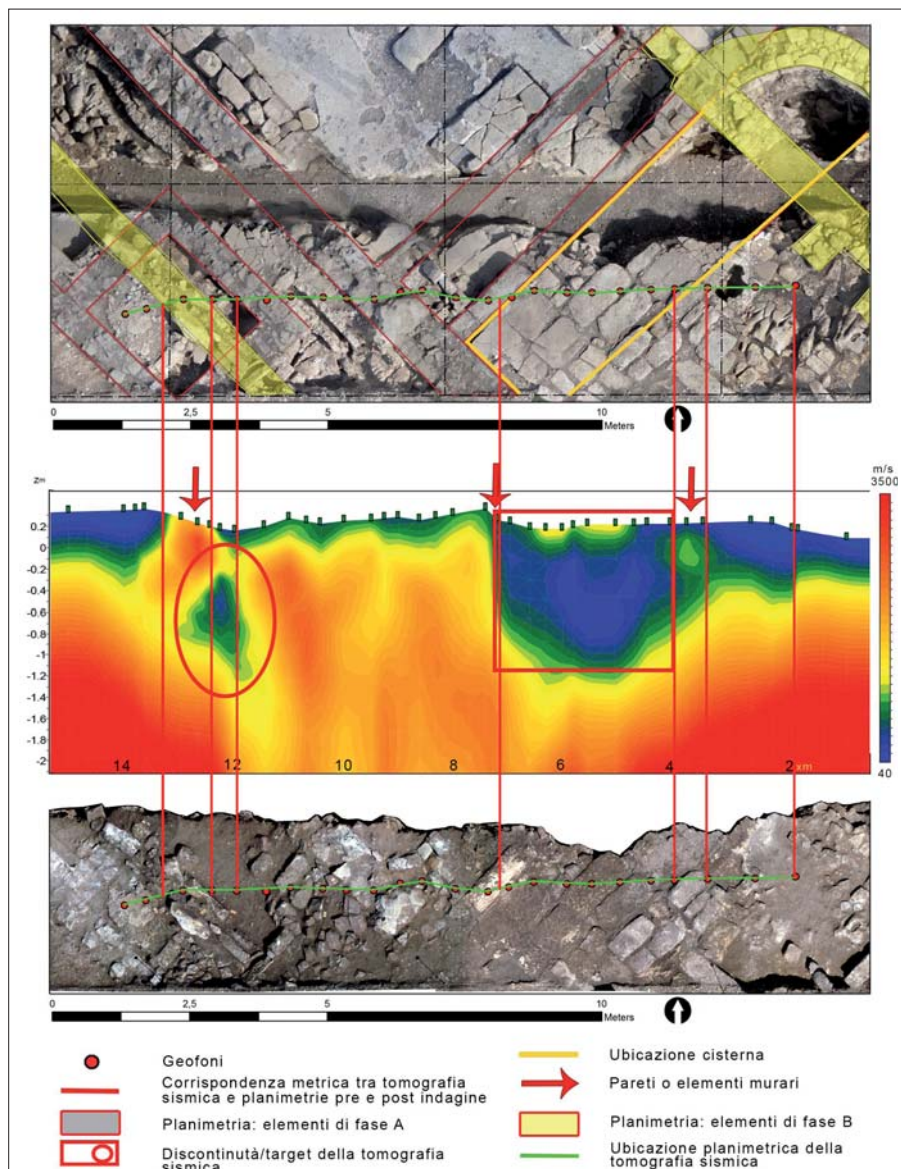 0 2,5 5 10
Meters
m/s
3500
Zm
0.2
0
-0.2
-0.4
-0.6
-0.8
-1
-1.2
-1.4
-1.6
-1.8
-2
14 12 10 8 6 4 2 xm
40
0 2,5 5 10
Meters
Geofoni
Corrispondenza metrica tra tomografia
sismica e planimetrie pre e post indagine
Planimetria: elementi di fase A
Discontinutà/target della tomografia
sismica
Ubicazione cisterna
Pareti o elementi murari
Planimetria: elementi di fase B
Ubicazione planimetrica della
tomografia sismica